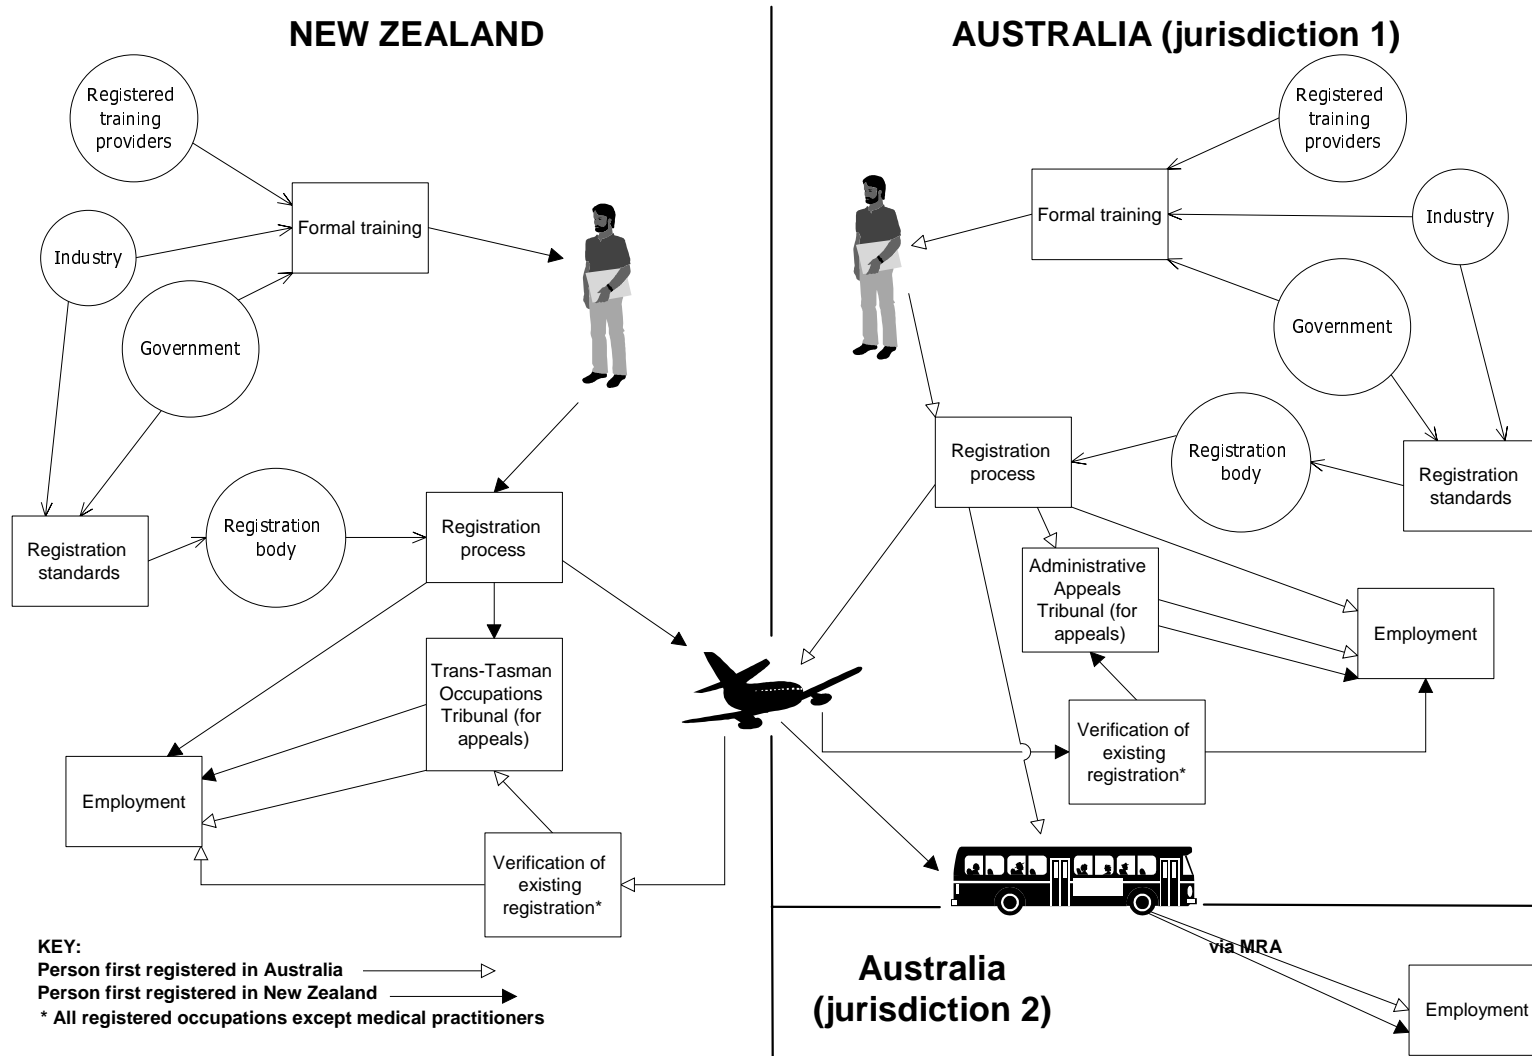 NEW ZEALAND
Registered
training
providers
Formal training
Industry
Government
Registration
standards
Registration
body
Registration
process
Trans-Tasman
Occupations
Tribunal (for
appeals)
Employment
Verification of
existing
registration*
KEY:
Person first registered in Australia
Person first registered in New Zealand
* All registered occupations except medical practitioners
AUSTRALIA (jurisdiction 1)
Registered
training
providers
Formal training
Industry
Government
Registration
process
Registration
body
Registration
standards
Administrative
Appeals
Tribunal (for
appeals)
Employment
Verification of
existing
registration*
via MRA
Australia
(jurisdiction 2)
Employment